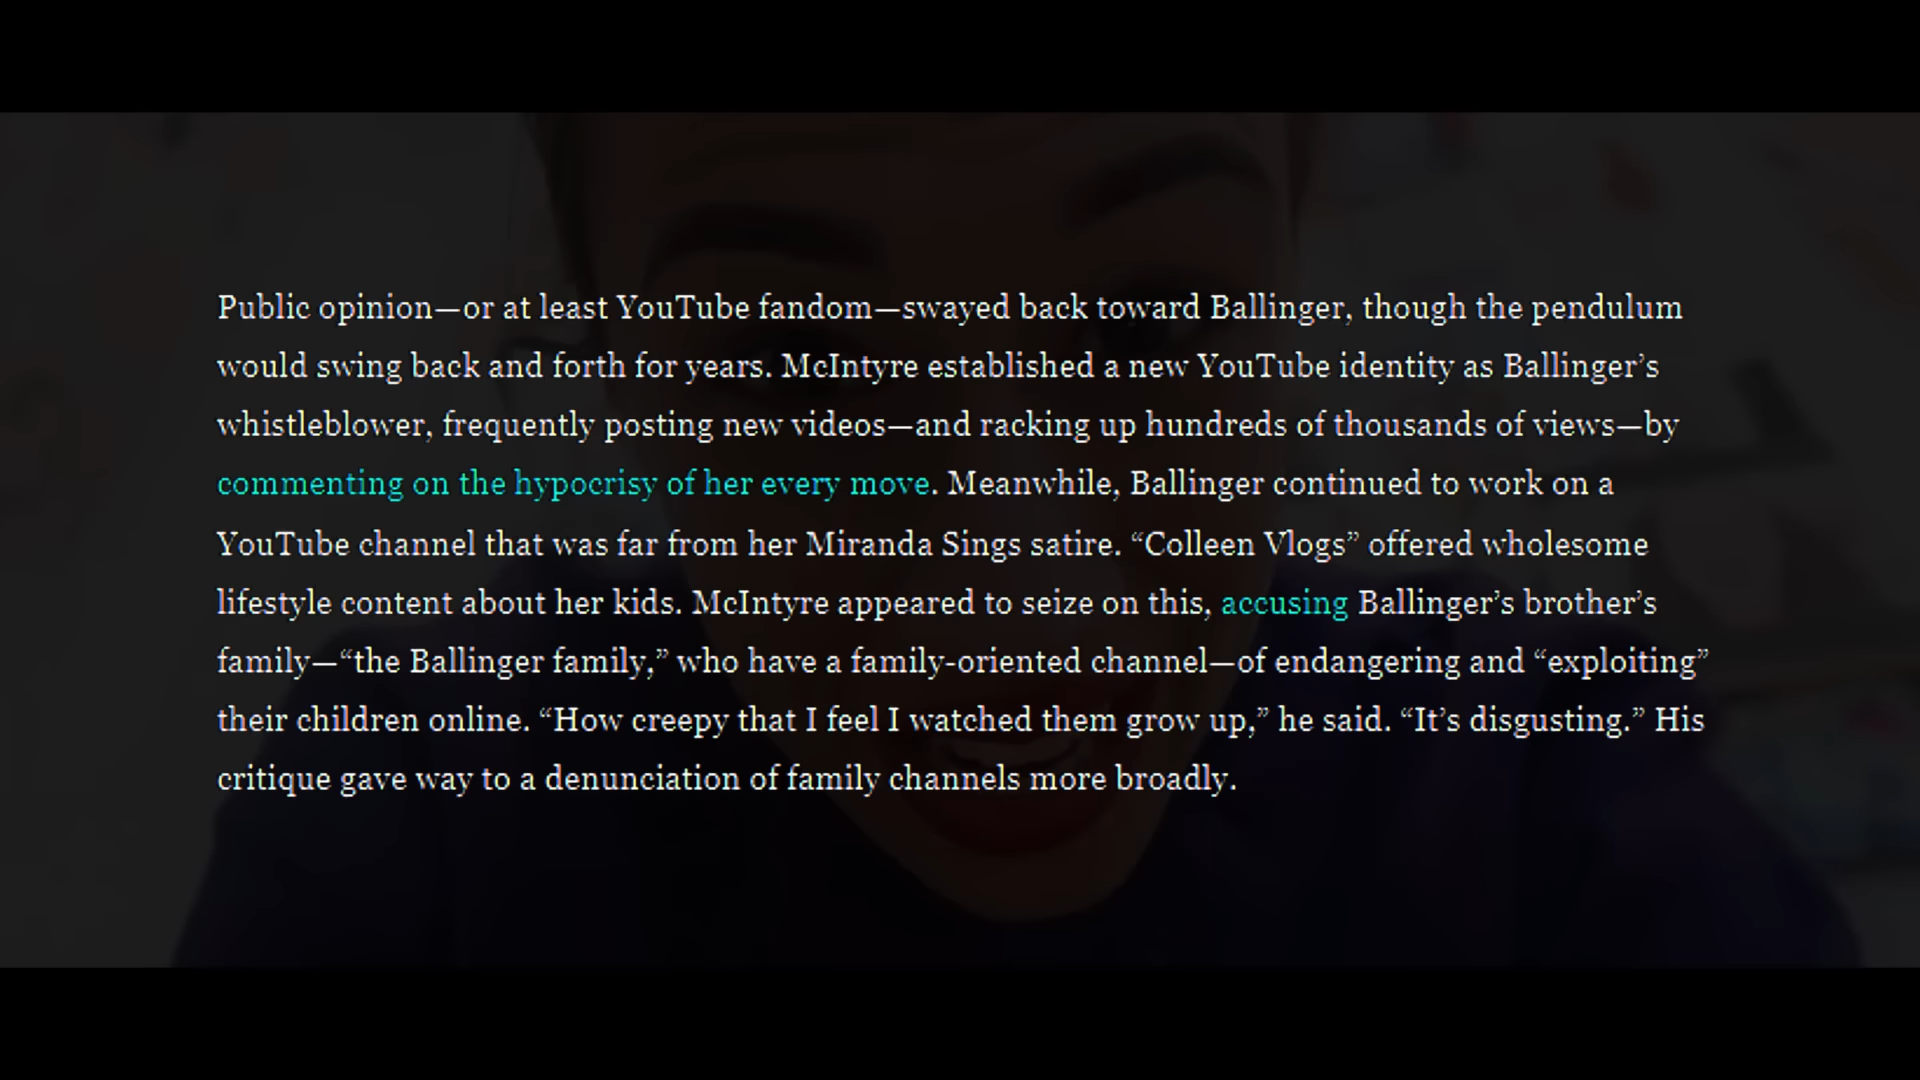 Public opinion—or at least YouTube fandom—swayed back toward Ballinger, though the pendulum
would swing back and forth for years. McIntyre established a new YouTube identity as Ballinger’s
whistleblower, frequently posting new videos—and racking up hundreds of thousands of views—by
commenting on the hypocrisy of her every move. Meanwhile, Ballinger continued to work on a
YouTube channel that was far from her Miranda Sings satire. “Colleen Vlogs” offered wholesome
lifestyle content about her kids. McIntyre appeared to seize on this, accusing Ballinger’s brother’s
family—“the Ballinger family,” who have a family-oriented channel—of endangering and “exploiting”
their children online. “How creepy that I feel I watched them grow up,” he said. “It’s disgusting.” His
critique gave way to a denunciation of family channels more broadly.